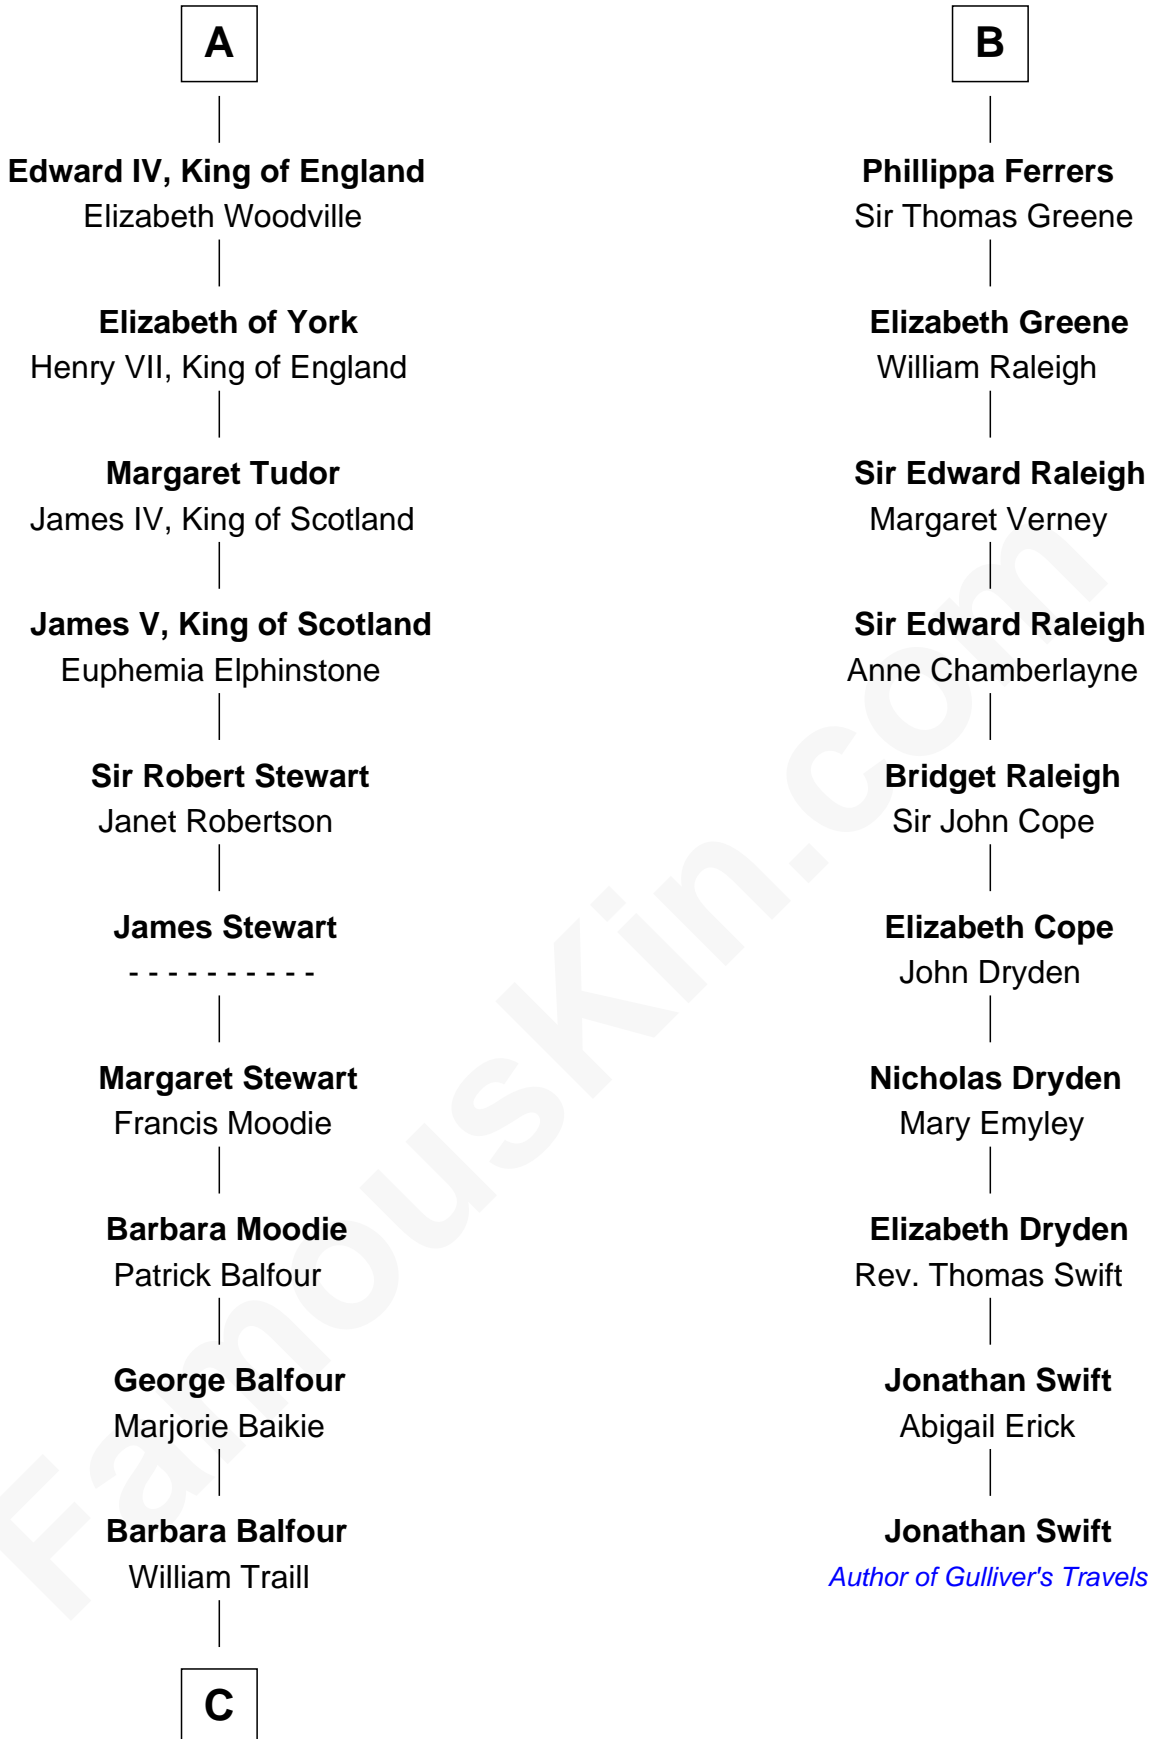 A
Edward IV, King of England
Elizabeth Woodville
Elizabeth of York
Henry VII, King of England
Margaret Tudor
James IV, King of Scotland
James V, King of Scotland
Euphemia Elphinstone
Sir Robert Stewart
Janet Robertson
James Stewart
- - - - - - - - - -
Margaret Stewart
Francis Moodie
Barbara Moodie
Patrick Balfour
George Balfour
Marjorie Baikie
Barbara Balfour
William Traill
C
B
Phillippa Ferrers
Sir Thomas Greene
Elizabeth Greene
William Raleigh
Sir Edward Raleigh
Margaret Verney
Sir Edward Raleigh
Anne Chamberlayne
Bridget Raleigh
Sir John Cope
Elizabeth Cope
John Dryden
Nicholas Dryden
Mary Emyley
Elizabeth Dryden
Rev. Thomas Swift
Jonathan Swift
Abigail Erick
Jonathan Swift
Author of Gulliver's Travels
FamousKin.com